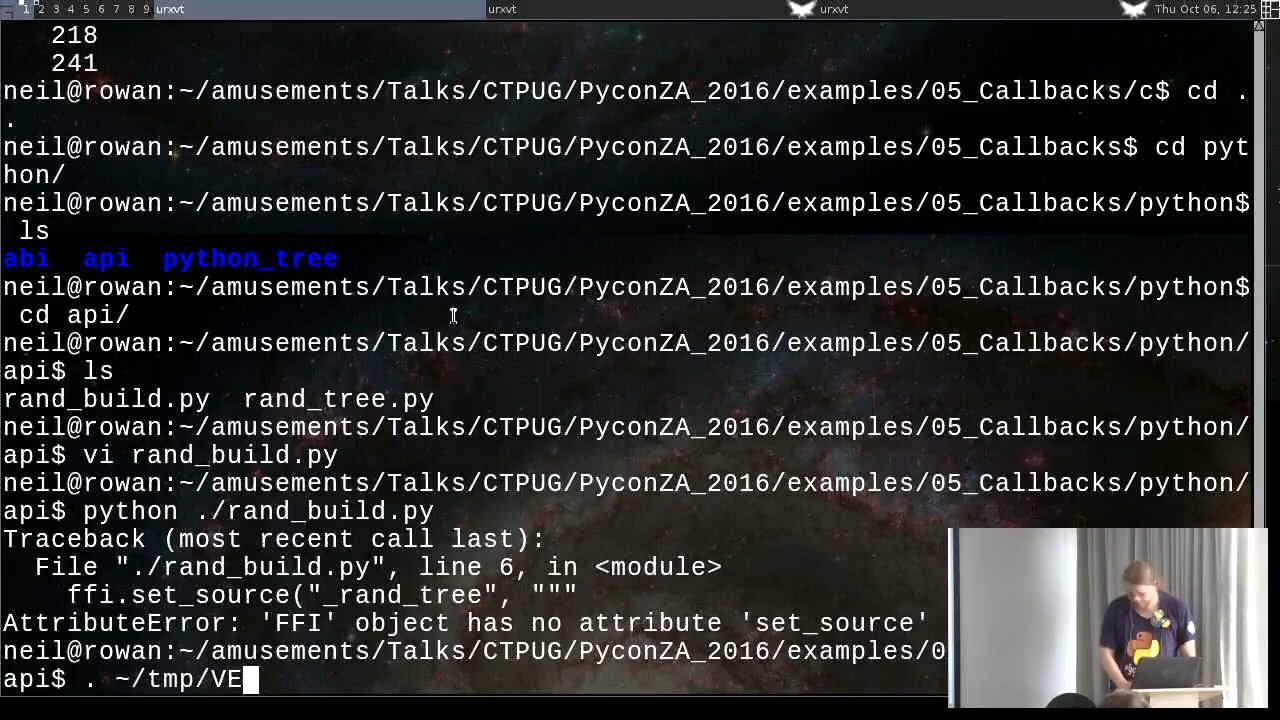 1 2 3 4 5 6 7 8 9 urxvt urxvt urxvt Thu Oct 06, 12:25
218
241
neil@rowan:~/amusements/Talks/CTPUG/PyconZA_2016/examples/05_Callbacks/c$ cd .
.
neil@rowan:~/amusements/Talks/CTPUG/PyconZA_2016/examples/05_Callbacks$ cd pyt
hon/
neil@rowan:~/amusements/Talks/CTPUG/PyconZA_2016/examples/05_Callbacks/python$
ls
abi api python_tree
neil@rowan:~/amusements/Talks/CTPUG/PyconZA_2016/examples/05_Callbacks/python$
cd api/
neil@rowan:~/amusements/Talks/CTPUG/PyconZA_2016/examples/05_Callbacks/python/
api$ ls
rand_build.py rand_tree.py
neil@rowan:~/amusements/Talks/CTPUG/PyconZA_2016/examples/05_Callbacks/python/
api$ vi rand_build.py
neil@rowan:~/amusements/Talks/CTPUG/PyconZA_2016/examples/05_Callbacks/python/
api$ python ./rand_build.py
Traceback (most recent call last):
File "./rand_build.py", line 6, in <module>
ffi.set_source("_rand_tree", """
AttributeError: 'FFI' object has no attribute 'set_source'
neil@rowan:~/amusements/Talks/CTPUG/PyconZA_2016/examples/0
api$ . ~/tmp/VE